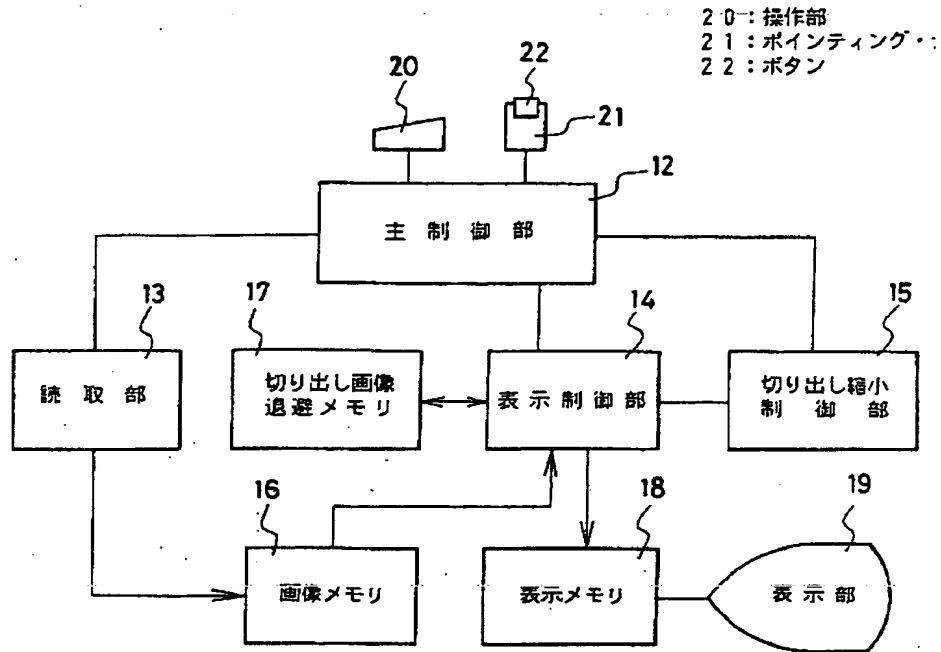 20：操作部
21：ポインティング・
22：ボタン
20
22
21
12
主制御部
13
17
14
15
読取部
切り出し画像
退避メモリ
表示制御部
切り出し縮小
制御部
16
18
19
画像メモリ
表示メモリ
表示部